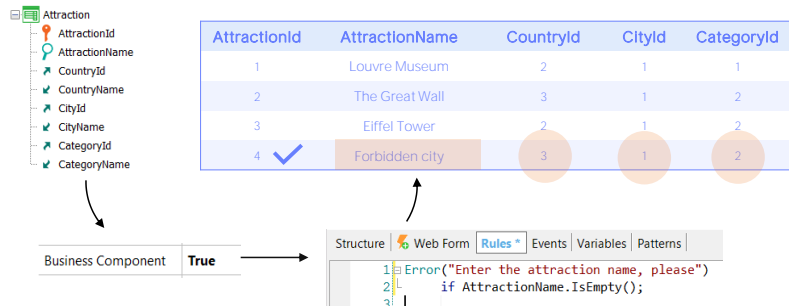 Attraction
AttractionId
AttractionName
CountryId
CountryName
CityId
CityName
CategoryId
CategoryName
AttractionId AttractionName CountryId CityId CategoryId
1 Louvre Museum 2 1 1
2 The Great Wall 3 1 2
3 Eiffel Tower 2 1 2
4 Forbidden city 3 1 2
Business Component True
Structure Web Form Rules * Events Variables Patterns
1 Error("Enter the attraction name, please")
2 if AttractionName.IsEmpty();
3